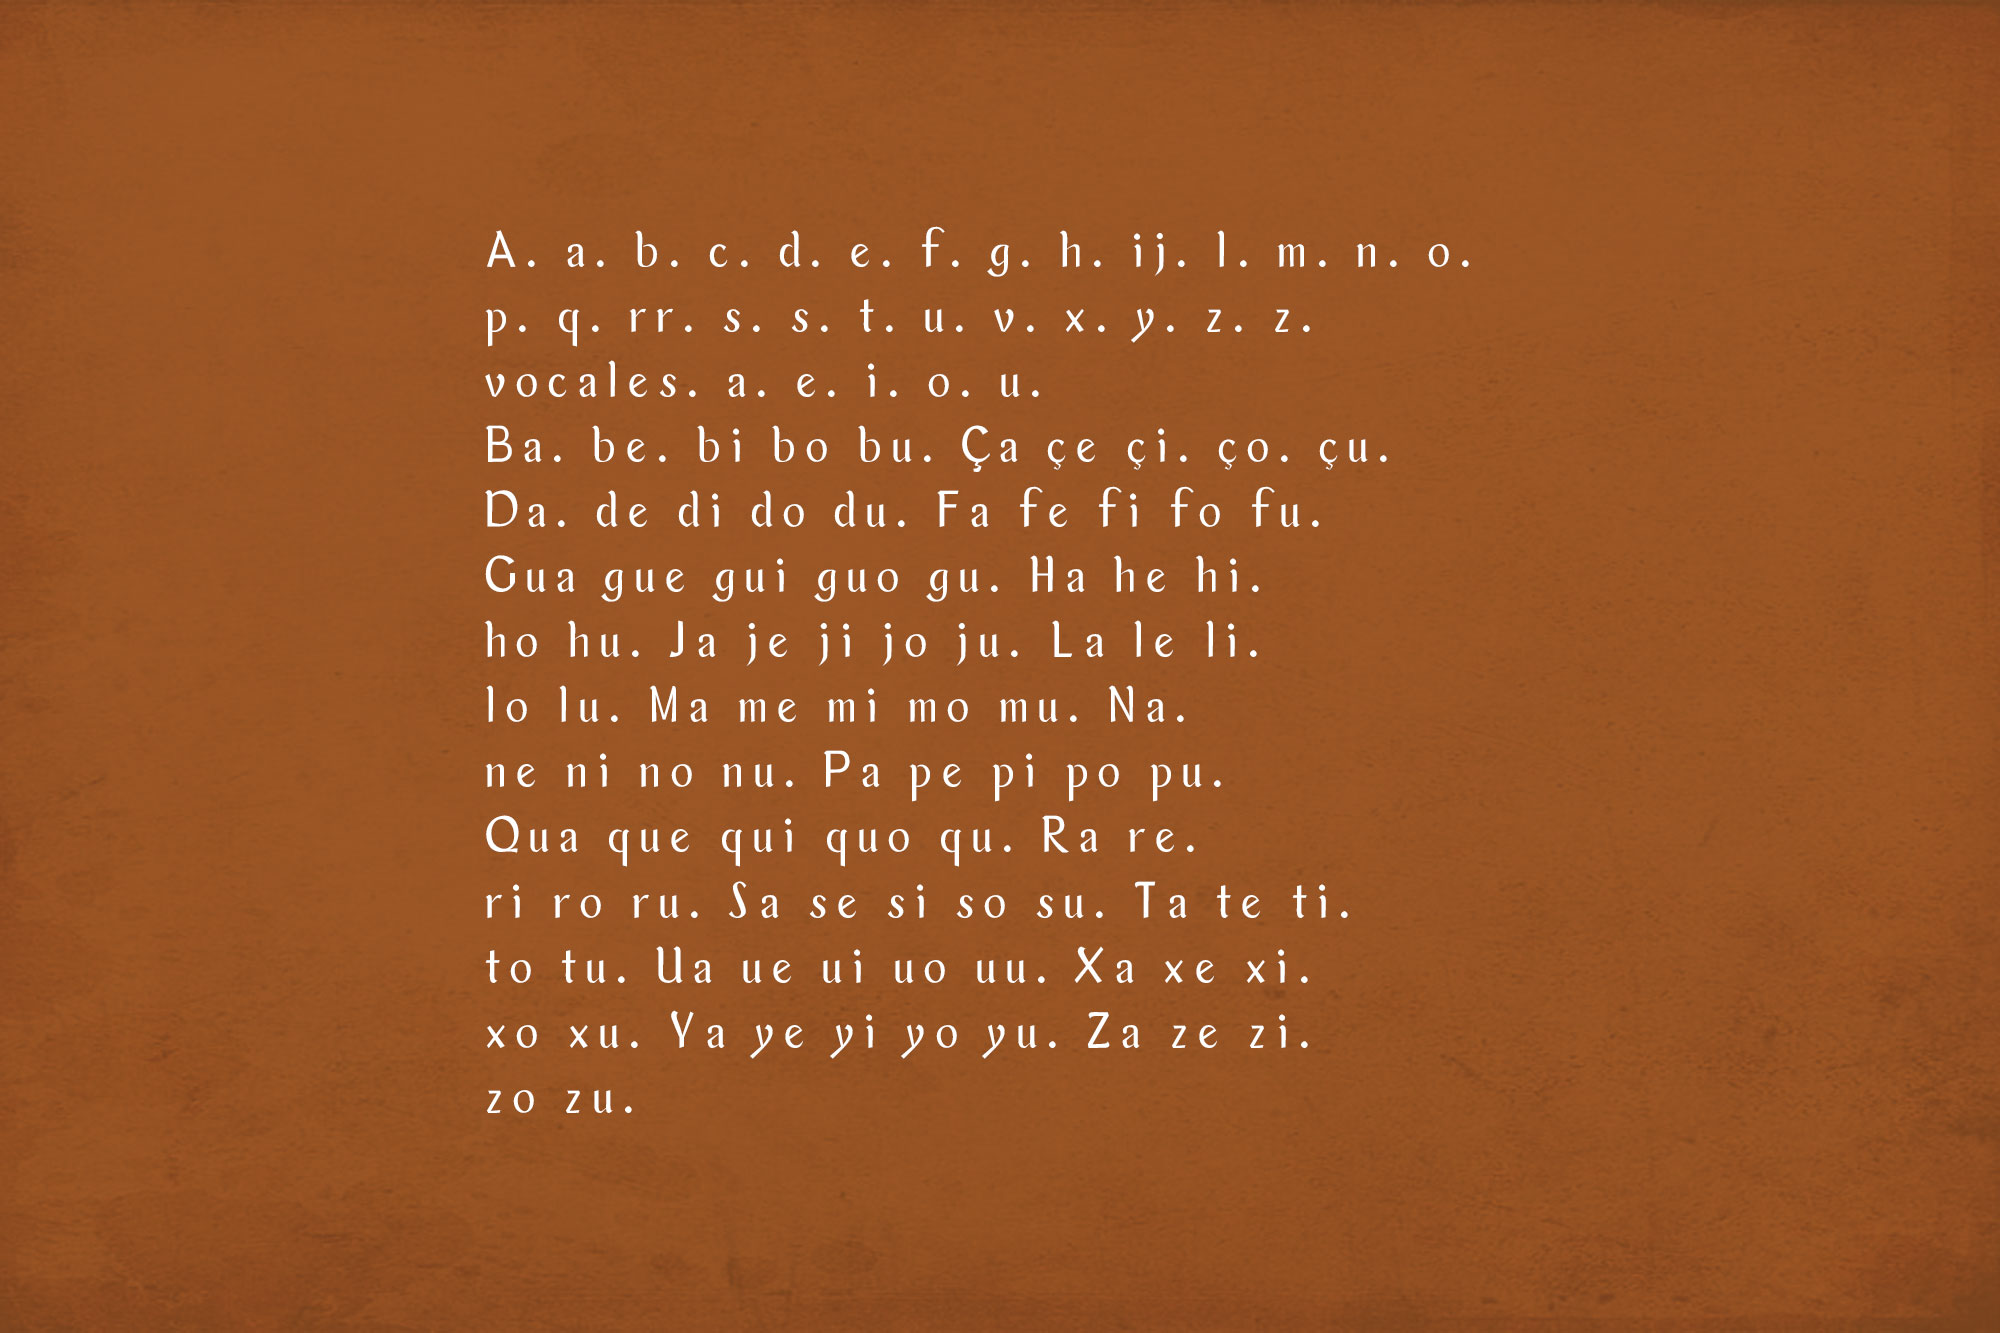 A. a. b. c. d. e. f. g. h. ij. l. m. n. o.
p. q. rr. s. s. t. u. v. x. y. z. z.
vocales. a. e. i. o. u.
Ba. be. bi bo bu. Ça çe çi. ço. çu.
Da. de di do du. Fa fe fi fo fu.
Gua gue gui guo gu. Ha he hi.
ho hu. Ja je ji jo ju. La le li.
lo lu. Ma me mi mo mu. Na.
ne ni no nu. Pa pe pi po pu.
Qua que qui quo qu. Ra re.
ri ro ru. Sa se si so su. Ta te ti.
to tu. Ua ue ui uo uu. Xa xe xi.
xo xu. Ya ye yi yo yu. Za ze zi.
zo zu.